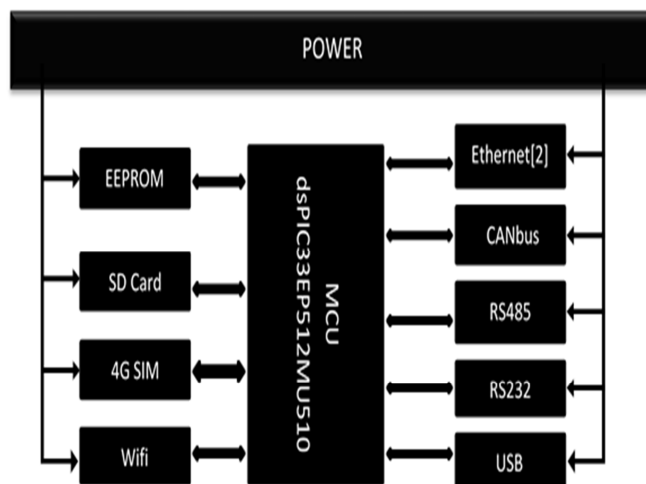 POWER
EEPROM
SD Card
4G SIM
Wifi
MCU
dsPIC33EP512MU510
Ethernet[2]
CANbus
RS485
RS232
USB